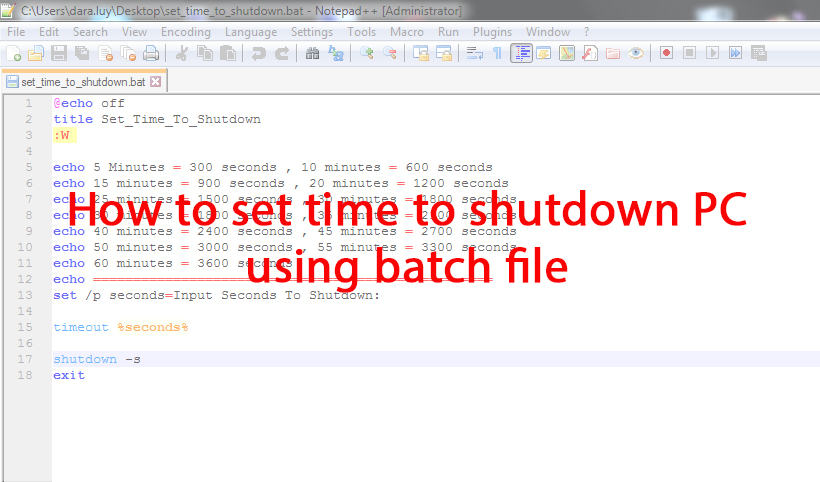 C:\Users\dara.luy\Desktop\set_time_to_shutdown.bat - Notepad++ [Administrator]
File Edit Search View Encoding Language Settings Tools Macro Run Plugins Window ?
set_time_to_shutdown.bat
1 @echo off
2 title Set_Time_To_Shutdown
3 :W
4
5 echo 5 Minutes = 300 seconds , 10 minutes = 600 seconds
6 echo 15 minutes = 900 seconds , 20 minutes = 1200 seconds
7 echo 25 minutes = 1500 seconds , 30 minutes = 1800 seconds
8 echo 30 minutes = 1800 seconds , 35 minutes = seconds
9 echo 40 minutes = 2400 seconds , 45 minutes = 2700 seconds
10 echo 50 minutes = 3000 seconds , 55 minutes = 3300 seconds
11 echo 60 minutes = 3600 seconds
12 echo ==================================================
13 set /p seconds=Input Seconds To Shutdown:
14
15 timeout %seconds%
16
17 shutdown -s
18 exit
How to set time to shutdown PC
using batch file